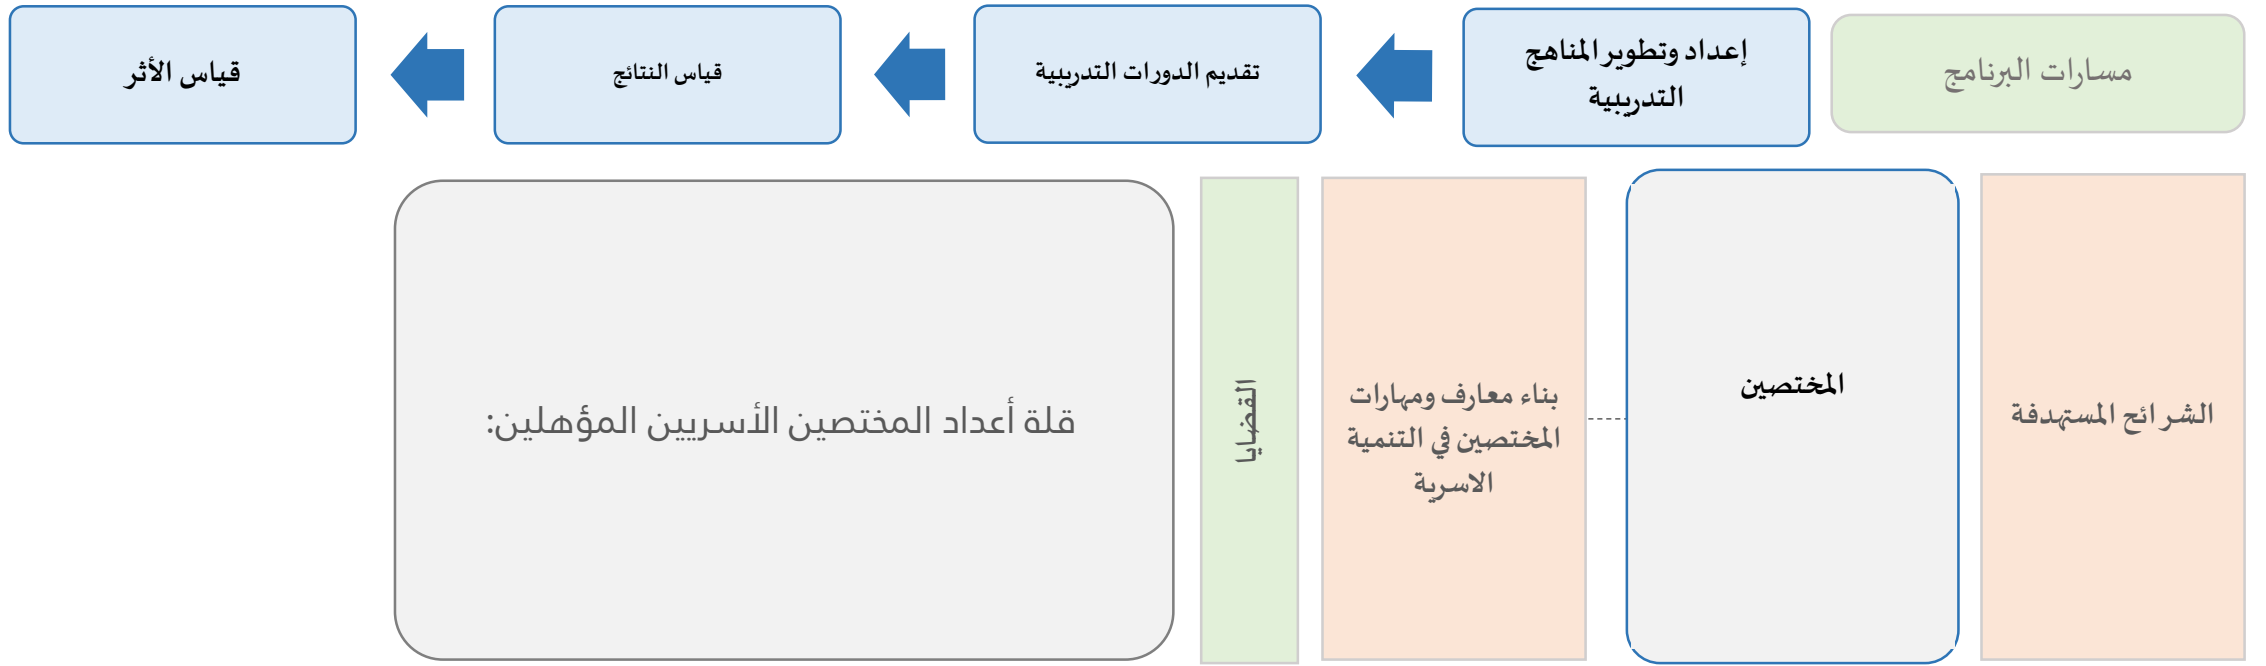 مسارات البرنامج
إعداد وتطوير المناهج
التدريبية
تقديم الدورات التدريبية
قياس النتائج
قياس الأثر
الشرائح المستهدفة
المختصين
بناء معارف ومهارات
المختصين في التنمية
الاسرية
القضايا
قلة أعداد المختصين الأسريين المؤهلين: